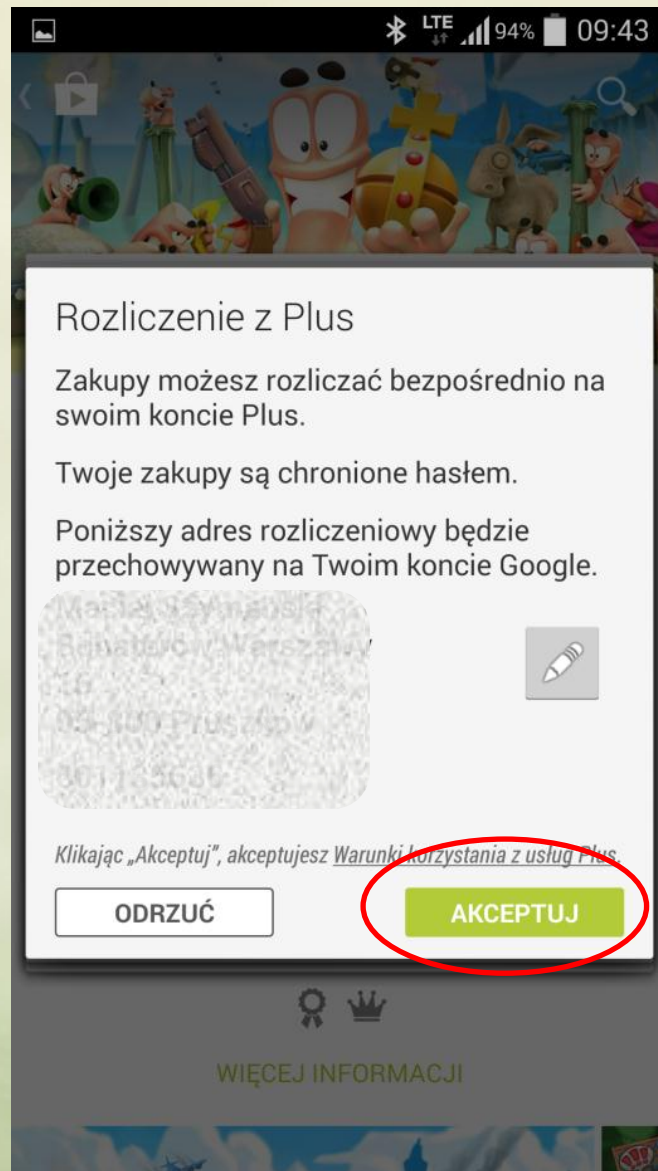 LTE 94% 09:43
Rozliczenie z Plus
Zakupy możesz rozliczać bezpośrednio na
swoim koncie Plus.
Twoje zakupy są chronione hasłem.
Poniższy adres rozliczeniowy będzie
przechowywany na Twoim koncie Google.
Klikając „Akceptuj”, akceptujesz Warunki korzystania z usług Plus.
ODRZUĆ AKCEPTUJ
WIĘCEJ INFORMACJI